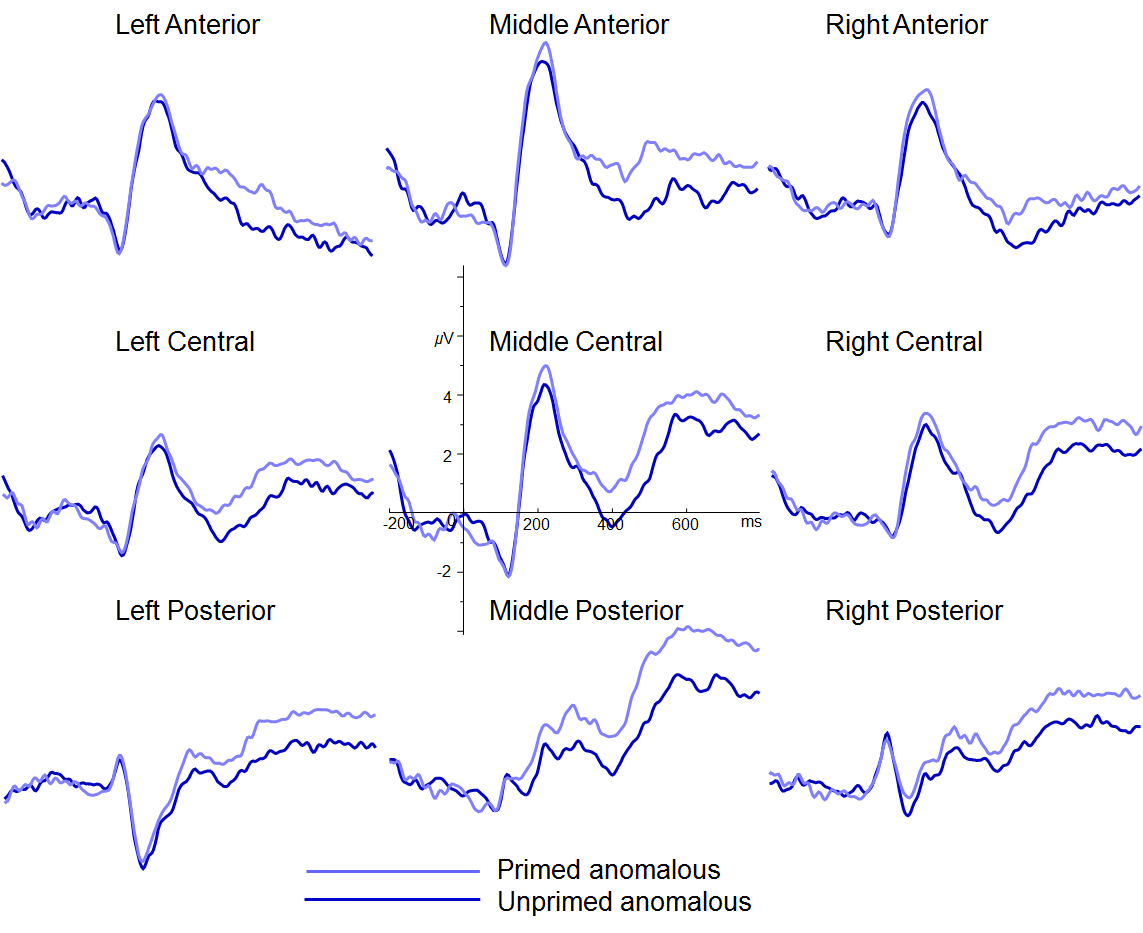 Left Anterior
Middle Anterior
Right Anterior
µV
Left Central
Middle Central
Right Central
4
2
0
-200
200
400
600
ms
-2
Left Posterior
Middle Posterior
Right Posterior
Primed anomalous
Unprimed anomalous